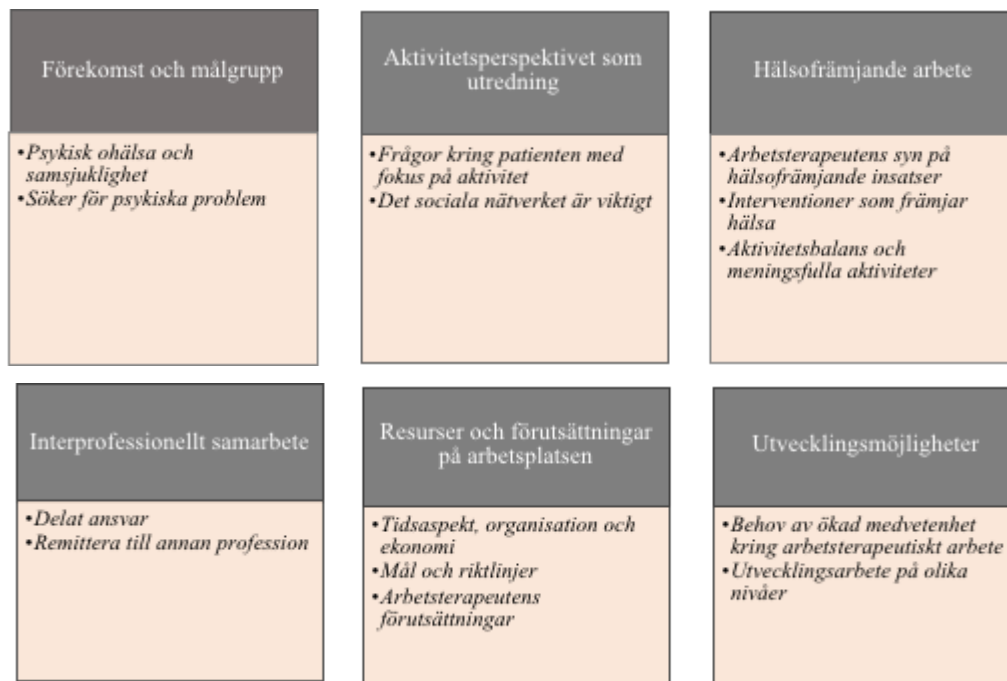 Förekomst och målgrupp
•Psykisk ohälsa och
samsjuklighet
•Söker för psykiska problem
Aktivitetsperspektivet som
utredning
•Frågor kring patienten med
fokus på aktivitet
•Det sociala nätverket är viktigt
Hälsofrämjande arbete
•Arbetsterapeutens syn på
hälsofrämjande insatser
•Interventioner som främjar
hälsa
•Aktivitetsbalans och
meningsfulla aktiviteter
Interprofessionellt samarbete
•Delat ansvar
•Remittera till annan profession
Resurser och förutsättningar
på arbetsplatsen
•Tidsaspekt, organisation och
ekonomi
•Mål och riktlinjer
•Arbetsterapeutens
förutsättningar
Utvecklingsmöjligheter
•Behov av ökad medvetenhet
kring arbetsterapeutiskt arbete
•Utvecklingsarbete på olika
nivåer